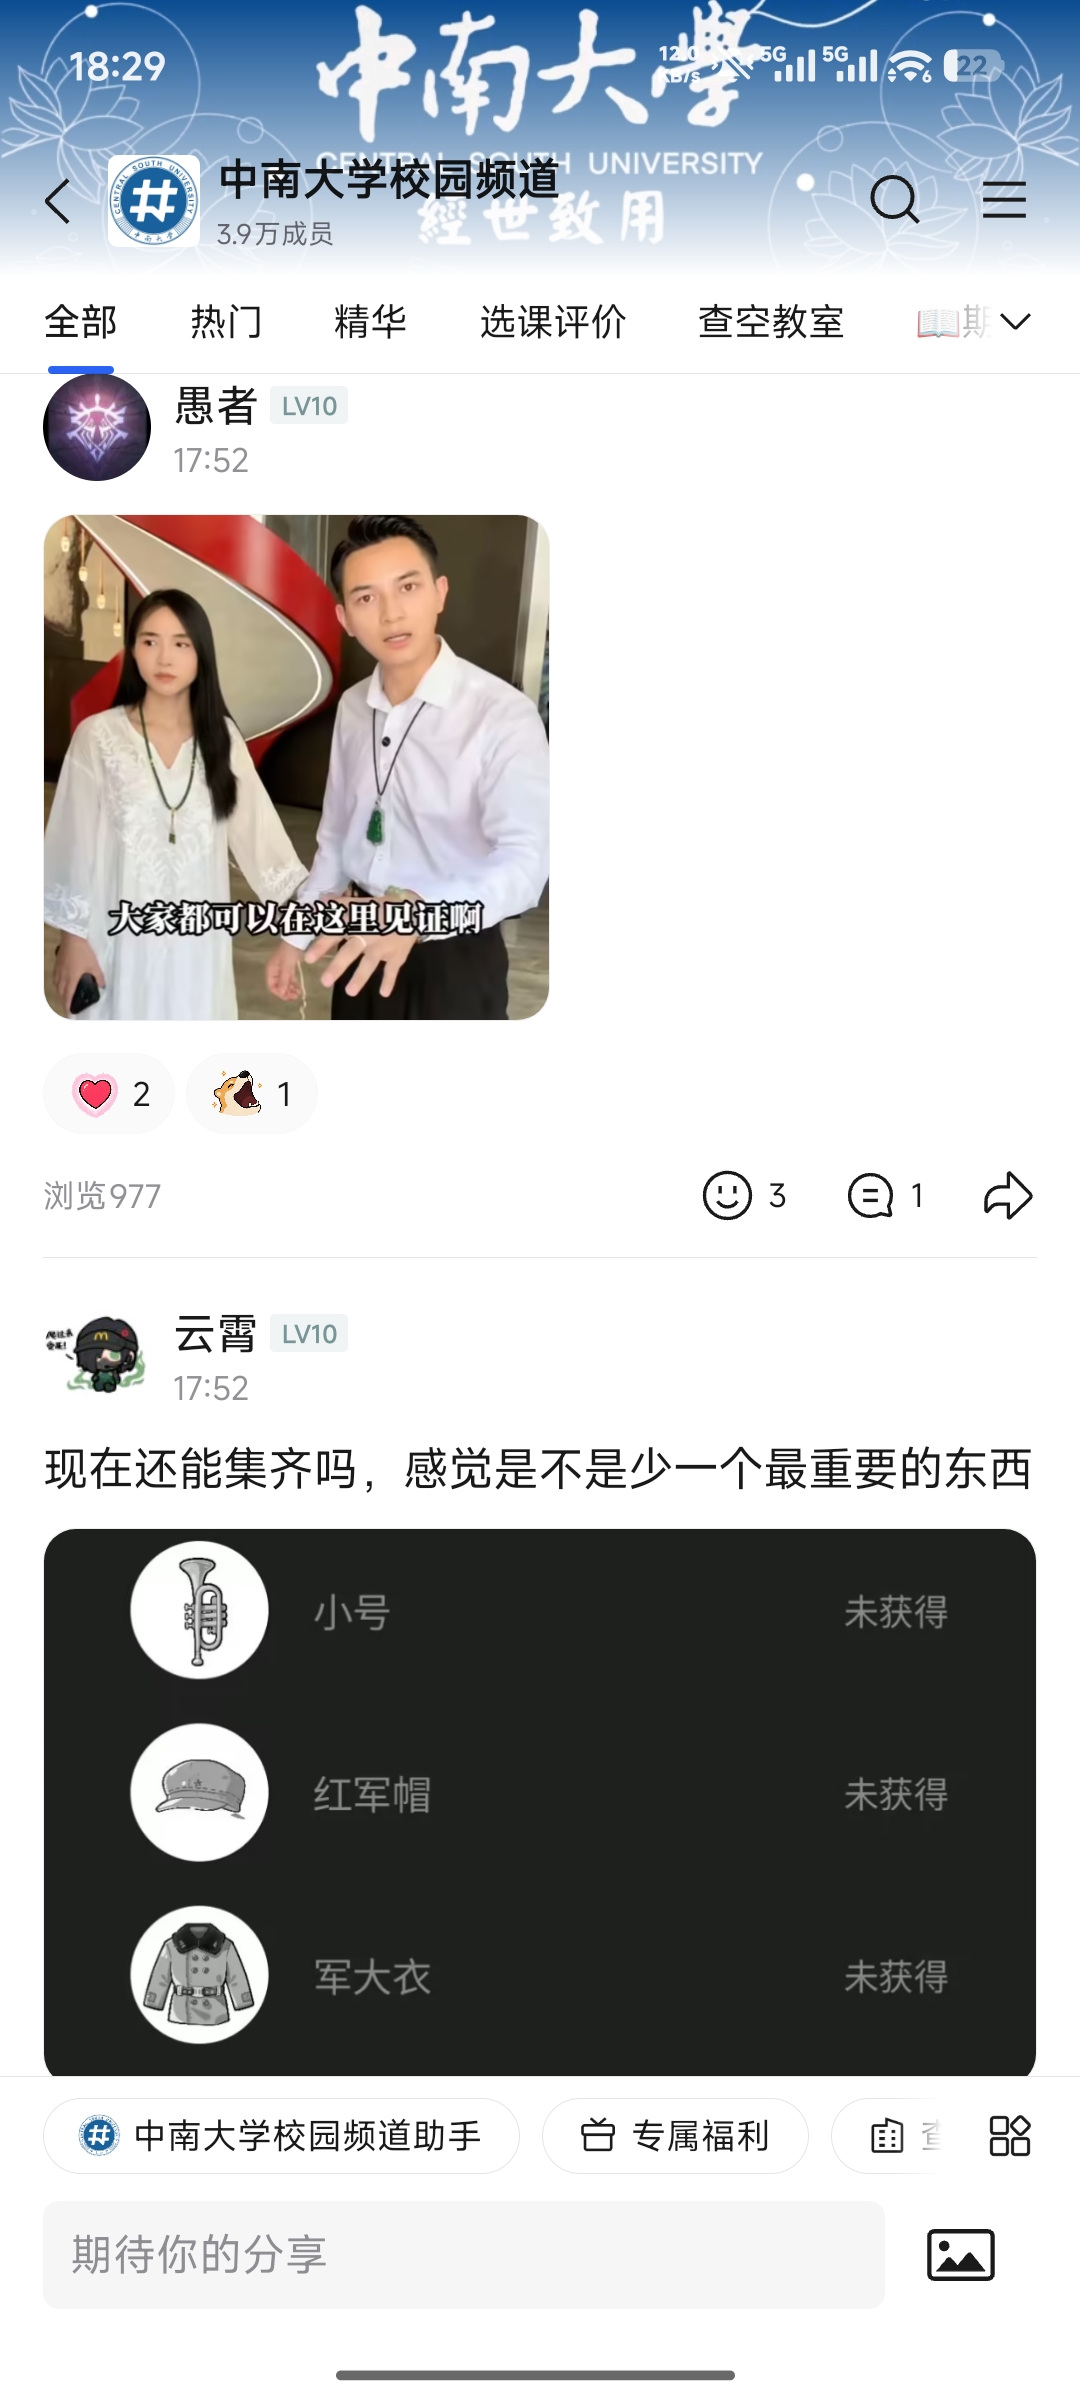 中南大學
18:29
5G
5G
22
CENTRAL SOUTH UNIVERSITY
中南大学校园频道
經世致用
3.9万成员
全部
热门
精华
选课评价
查空教室
📖期
愚者
LV10
17:52
大家都可以在这里见证啊
2
1
浏览977
3
1
云霄
LV10
17:52
现在还能集齐吗，感觉是不是少一个最重要的东西
小号
未获得
红军帽
未获得
军大衣
未获得
中南大学校园频道助手
专属福利
期待你的分享